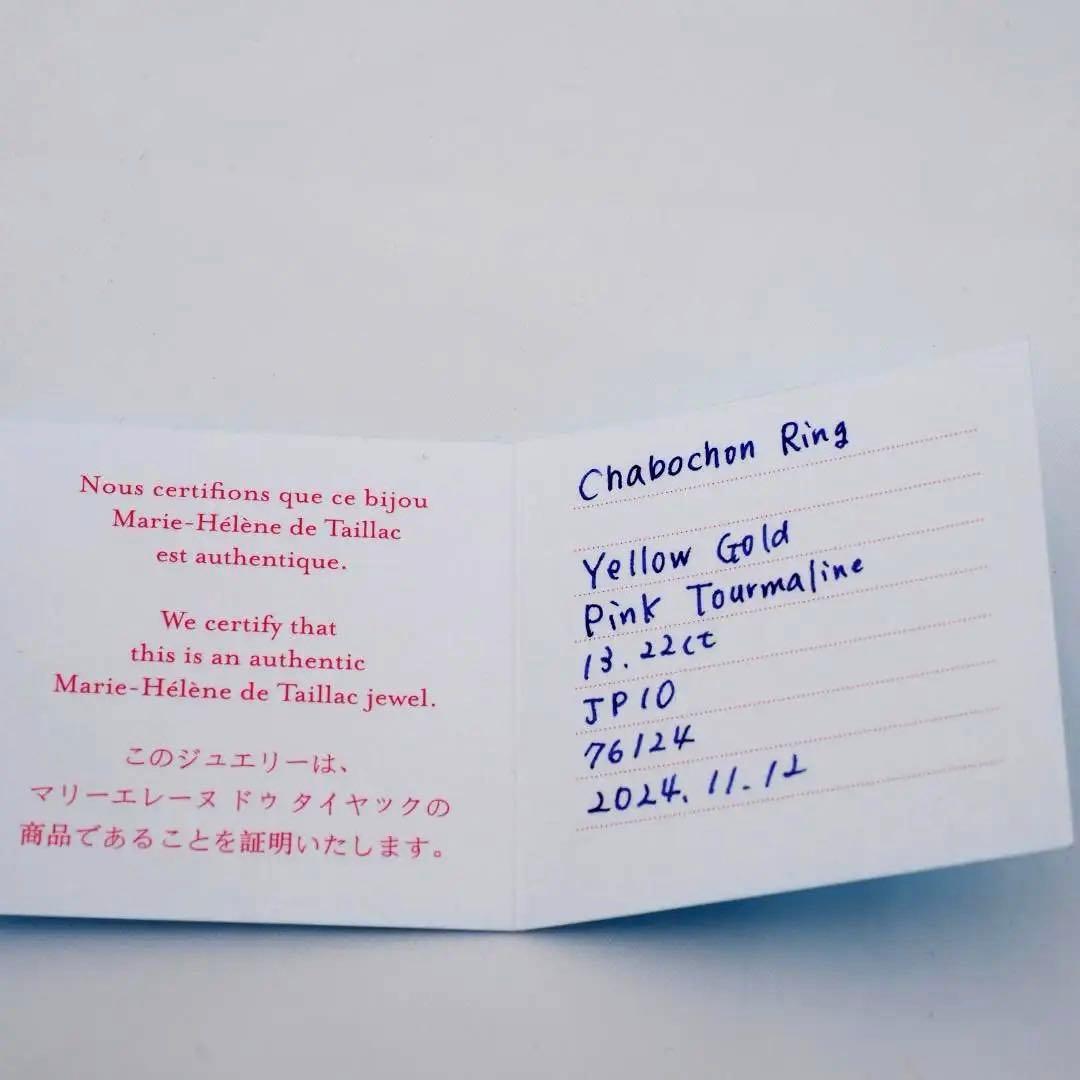 Nous certifions que ce bijou
Marie-Hélène de Taillac
est authentique.
We certify that
this is an authentic
Marie-Hélène de Taillac jewel.
このジュエリーは、
マリーエレーヌ ドゥ タイヤックの
商品であることを証明いたします。
Chabochon Ring
Yellow Gold
Pink Tourmaline
13.22ct
JP10
76124
2024.11.12